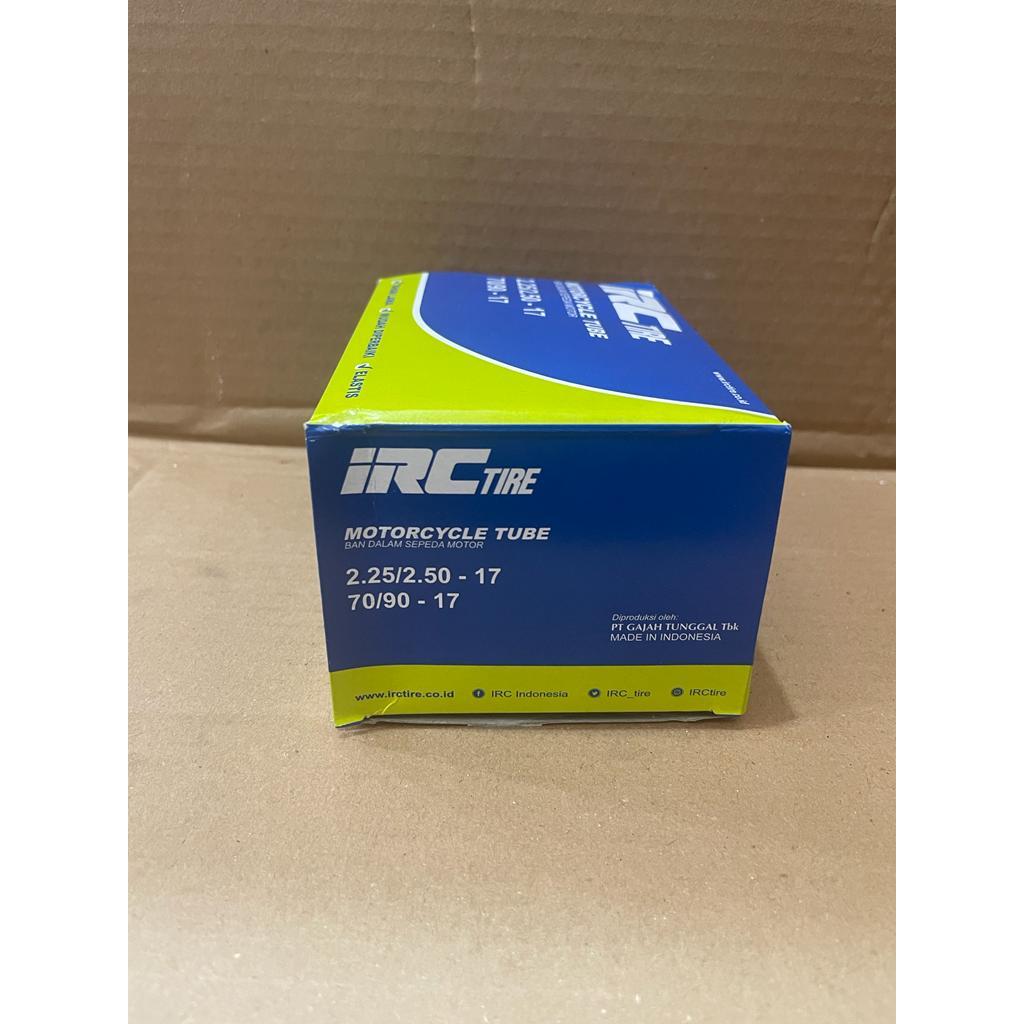 IRC TIRE
MOTORCYCLE TUBE
2.25/2.50 - 17
70/90 - 17
MUDAH DIPERBAIKI ELASTIS
IRC TIRE
MOTORCYCLE TUBE
BAN DALAM SEPEDA MOTOR
2.25/2.50 - 17
70/90 - 17
Diproduksi oleh:
PT GAJAH TUNGGAL Tbk
MADE IN INDONESIA
www.irctire.co.id IRC Indonesia IRC_tire IRCtire